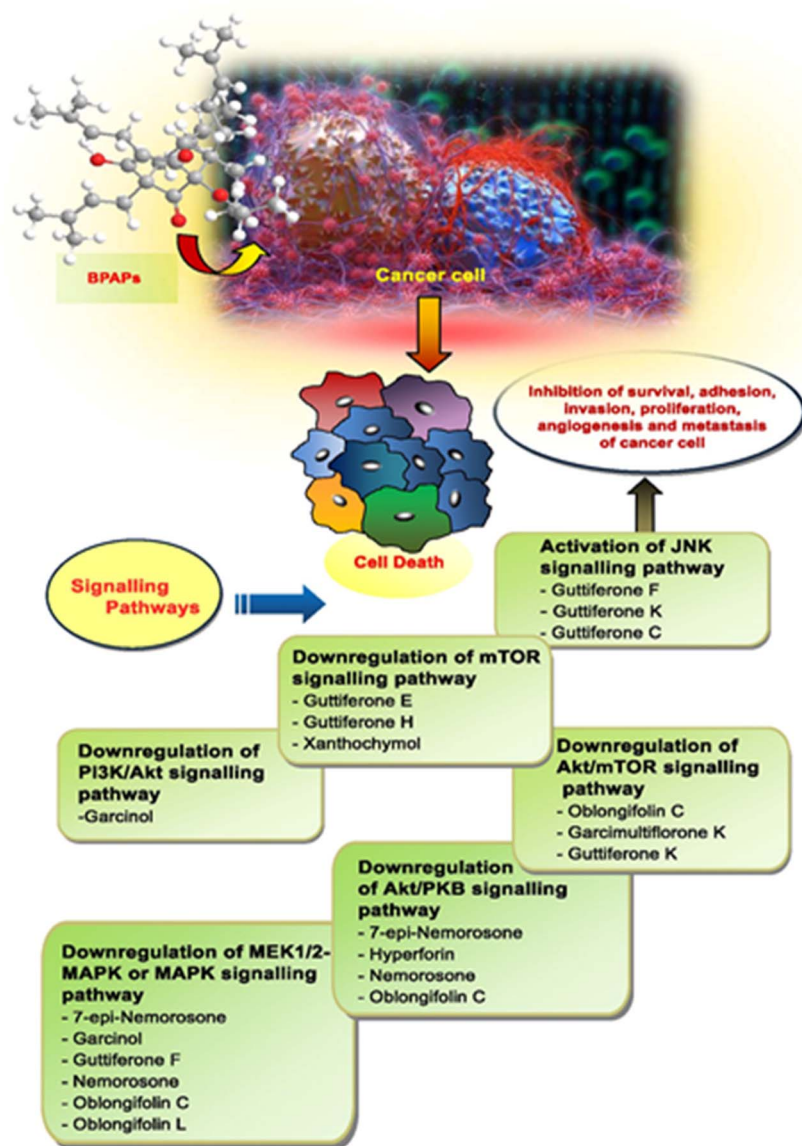 BPAPs
Cancer cell
Inhibition of survival, adhesion,
invasion, proliferation,
angiogenesis and metastasis
of cancer cell
Cell Death
Signalling
Pathways
Activation of JNK
signalling pathway
- Guttiferone F
- Guttiferone K
- Guttiferone C
Downregulation of mTOR
signalling pathway
- Guttiferone E
- Guttiferone H
- Xanthochymol
Downregulation of
PI3K/Akt signalling
pathway
-Garcinol
Downregulation of
Akt/mTOR signalling
pathway
- Oblongifolin C
- Garcimultiflorone K
- Guttiferone K
Downregulation
of Akt/PKB signalling
pathway
- 7-epi-Nemorosone
- Hyperforin
- Nemorosone
- Oblongifolin C
Downregulation of MEK1/2-
MAPK or MAPK signalling
pathway
- 7-epi-Nemorosone
- Garcinol
- Guttiferone F
- Nemorosone
- Oblongifolin C
- Oblongifolin L